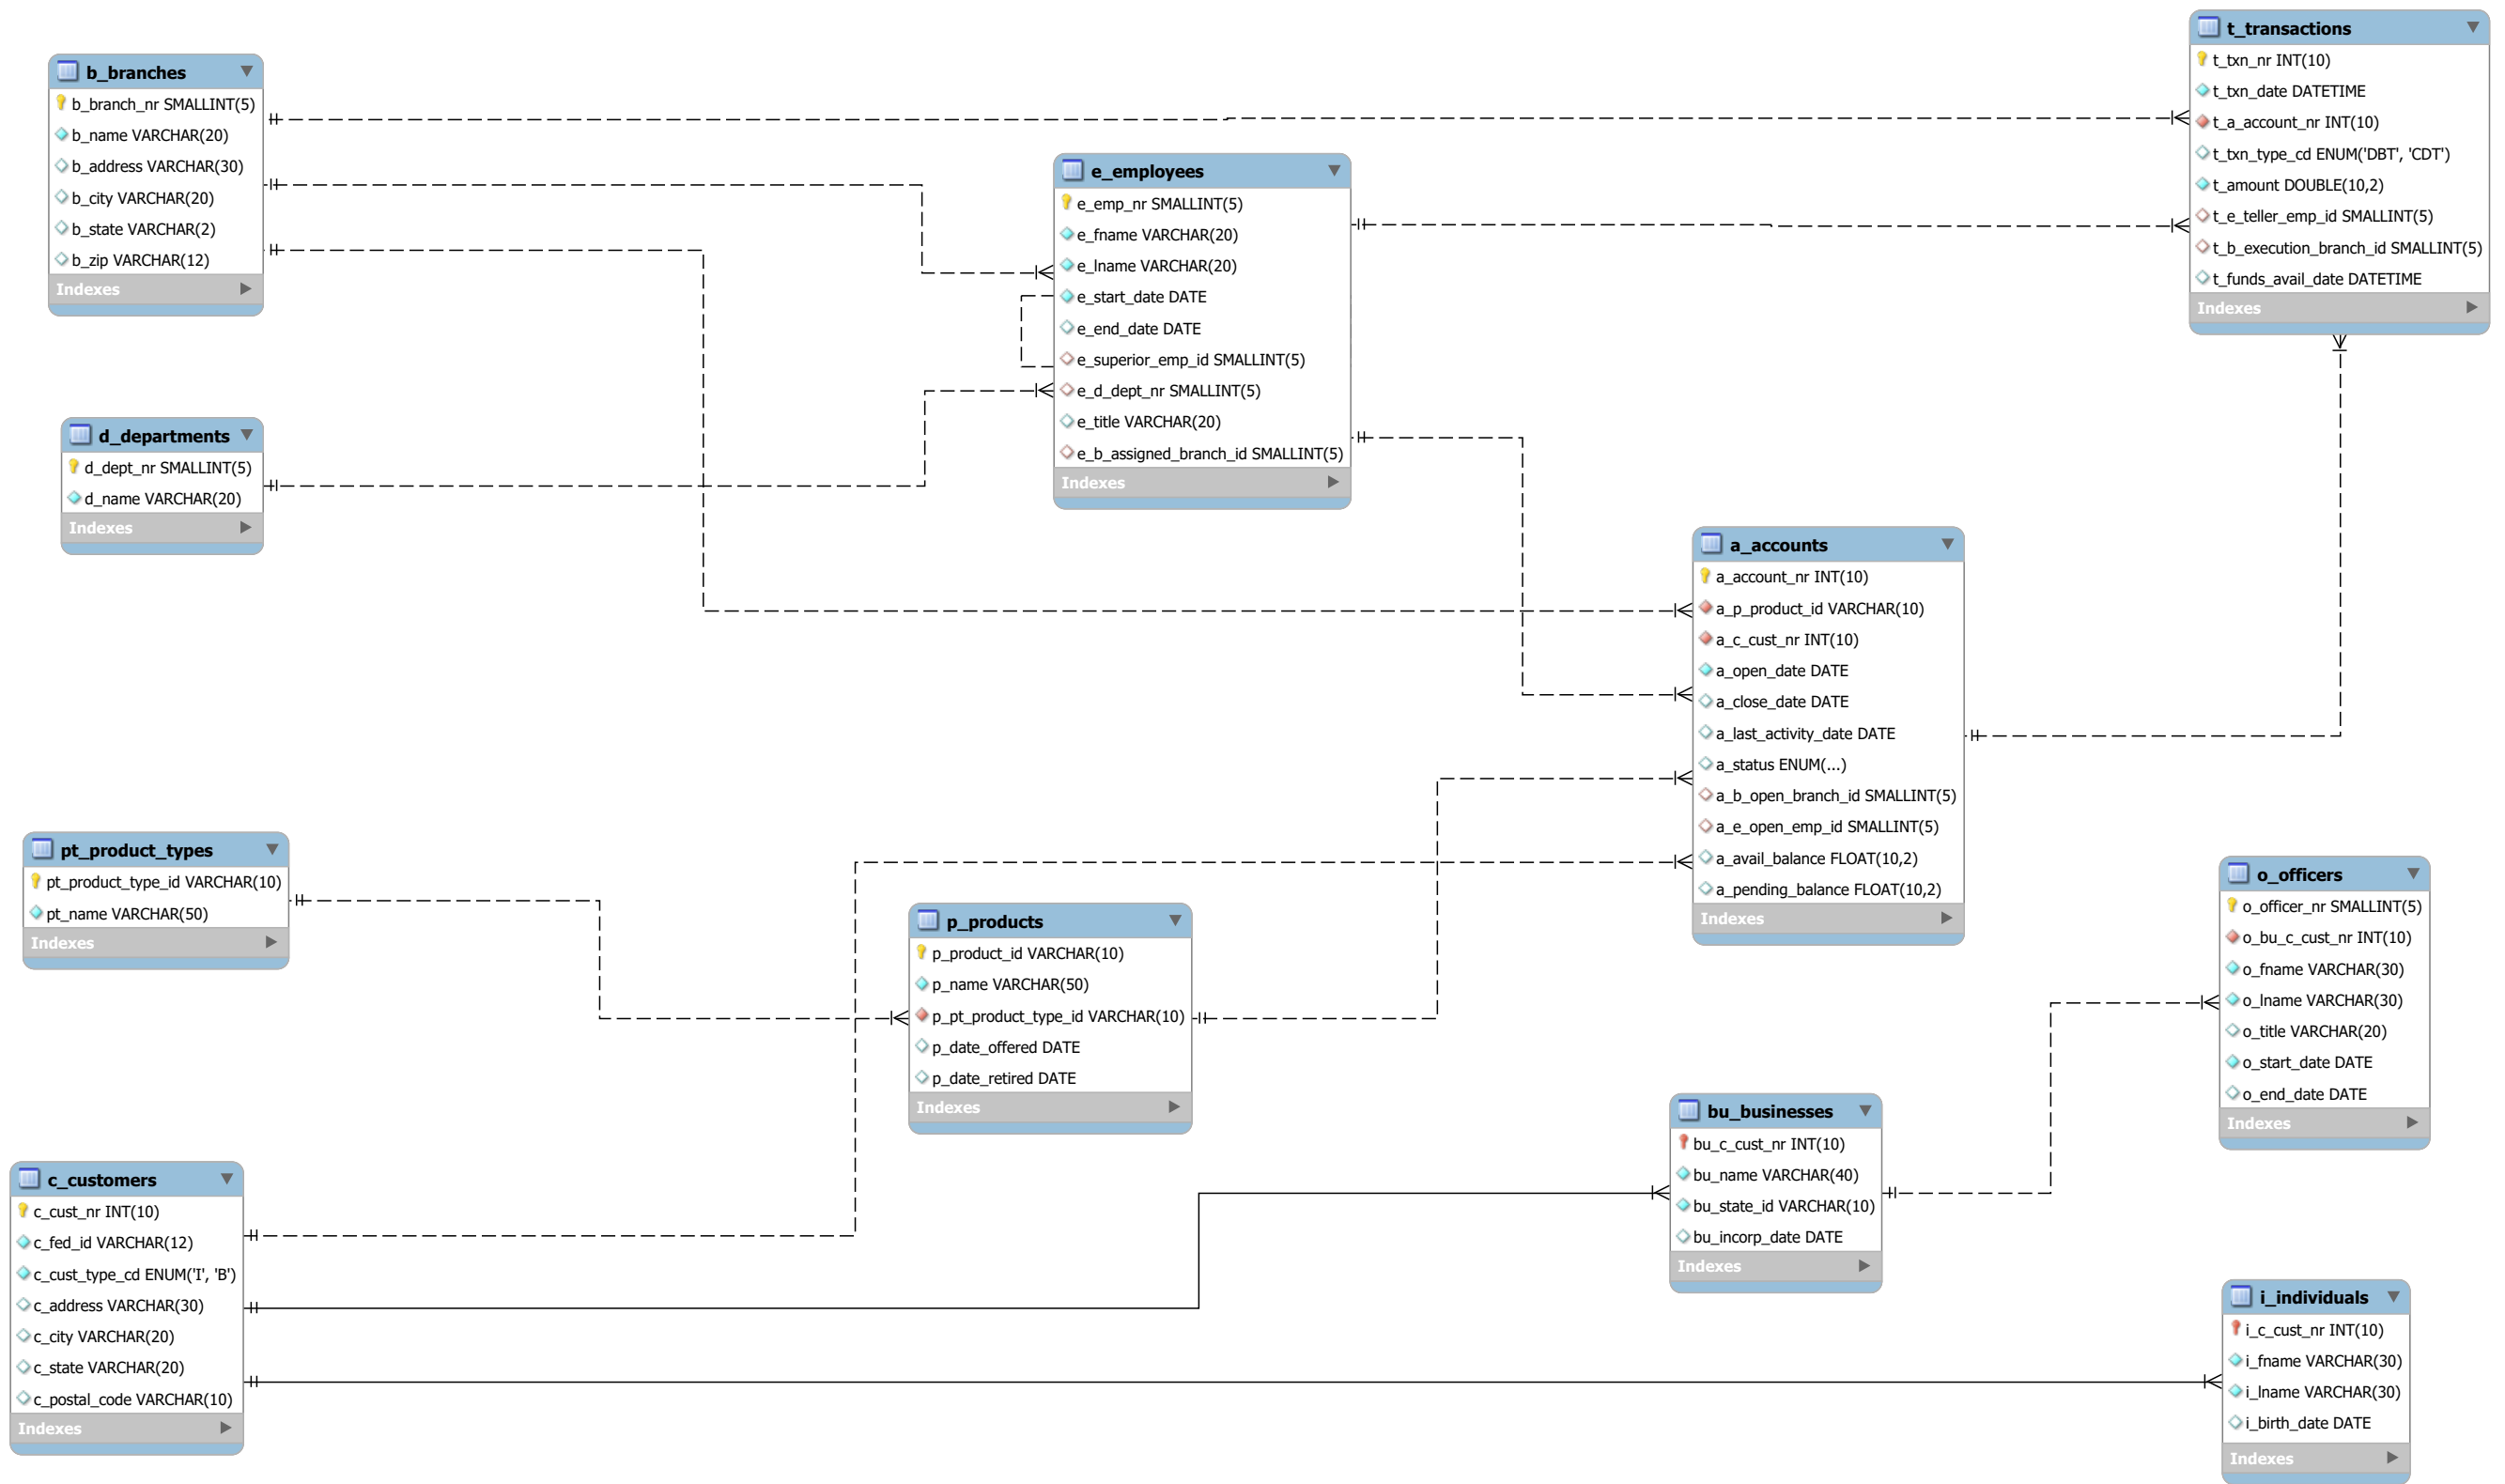 b_branches
b_branch_nr SMALLINT(5)
b_name VARCHAR(20)
b_address VARCHAR(30)
b_city VARCHAR(20)
b_state VARCHAR(2)
b_zip VARCHAR(12)
Indexes
d_departments
d_dept_nr SMALLINT(5)
d_name VARCHAR(20)
Indexes
pt_product_types
pt_product_type_id VARCHAR(10)
pt_name VARCHAR(50)
Indexes
c_customers
c_cust_nr INT(10)
c_fed_id VARCHAR(12)
c_cust_type_cd ENUM('I', 'B')
c_address VARCHAR(30)
c_city VARCHAR(20)
c_state VARCHAR(20)
c_postal_code VARCHAR(10)
Indexes
e_employees
e_emp_nr SMALLINT(5)
e_fname VARCHAR(20)
e_lname VARCHAR(20)
e_start_date DATE
e_end_date DATE
e_superior_emp_id SMALLINT(5)
e_d_dept_nr SMALLINT(5)
e_title VARCHAR(20)
e_b_assigned_branch_id SMALLINT(5)
Indexes
p_products
p_product_id VARCHAR(10)
p_name VARCHAR(50)
p_pt_product_type_id VARCHAR(10)
p_date_offered DATE
p_date_retired DATE
Indexes
a_accounts
a_account_nr INT(10)
a_p_product_id VARCHAR(10)
a_c_cust_nr INT(10)
a_open_date DATE
a_close_date DATE
a_last_activity_date DATE
a_status ENUM(...)
a_b_open_branch_id SMALLINT(5)
a_e_open_emp_id SMALLINT(5)
a_avail_balance FLOAT(10,2)
a_pending_balance FLOAT(10,2)
Indexes
bu_businesses
bu_c_cust_nr INT(10)
bu_name VARCHAR(40)
bu_state_id VARCHAR(10)
bu_incorp_date DATE
Indexes
t_transactions
t_txn_nr INT(10)
t_txn_date DATETIME
t_a_account_nr INT(10)
t_txn_type_cd ENUM('DBT', 'CDT')
t_amount DOUBLE(10,2)
t_e_teller_emp_id SMALLINT(5)
t_b_execution_branch_id SMALLINT(5)
t_funds_avail_date DATETIME
Indexes
o_officers
o_officer_nr SMALLINT(5)
o_bu_c_cust_nr INT(10)
o_fname VARCHAR(30)
o_lname VARCHAR(30)
o_title VARCHAR(20)
o_start_date DATE
o_end_date DATE
Indexes
i_individuals
i_c_cust_nr INT(10)
i_fname VARCHAR(30)
i_lname VARCHAR(30)
i_birth_date DATE
Indexes